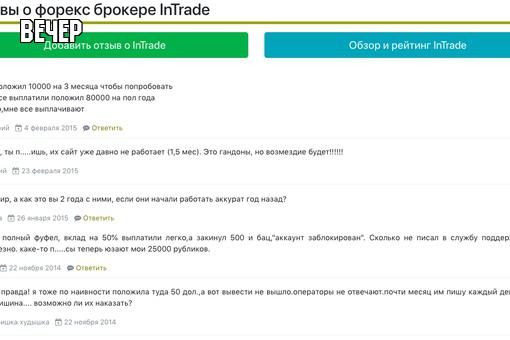 вы о форекс брокере InTrade
ВЕЧЕР
Добавить отзыв о InTrade
Обзор и рейтинг InTrade
оложил 10000 на 3 месяца чтобы попробовать
се выплатили положил 80000 на пол года
,мне все выплачивают
ий 4 февраля 2015 Ответить
, ты п.....ишь, их сайт уже давно не работает (1,5 мес). Это гандоны, но возмездие будет!!!!!!
ий 23 февраля 2015
ир, а как это вы 2 года с ними, если они начали работать аккурат год назад?
а 26 января 2015 Ответить
полный фуфел, вклад на 50% выплатили легко,а закинул 500 и бац,"аккаунт заблокирован". Сколько не писал в службу поддер
езно. каке-то п.....сы теперь юзают мои 25000 рубликов.
22 ноября 2014 Ответить
правда! я тоже по наивности положила туда 50 дол.,а вот вывести не вышло.операторы не отвечают.почти месяц им пишу каждый де
ишина.... возможно ли их наказать?
ишка худышка 22 ноября 2014